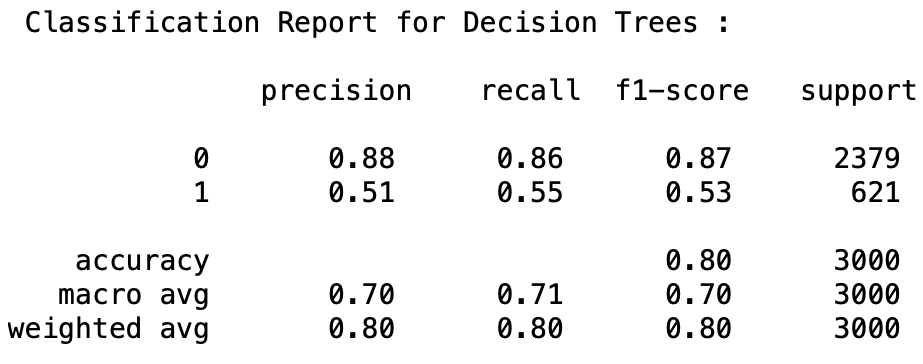 Classification Report for Decision Trees :
precision recall f1-score support
0 0.88 0.86 0.87 2379
1 0.51 0.55 0.53 621
accuracy 0.80 3000
macro avg 0.70 0.71 0.70 3000
weighted avg 0.80 0.80 0.80 3000